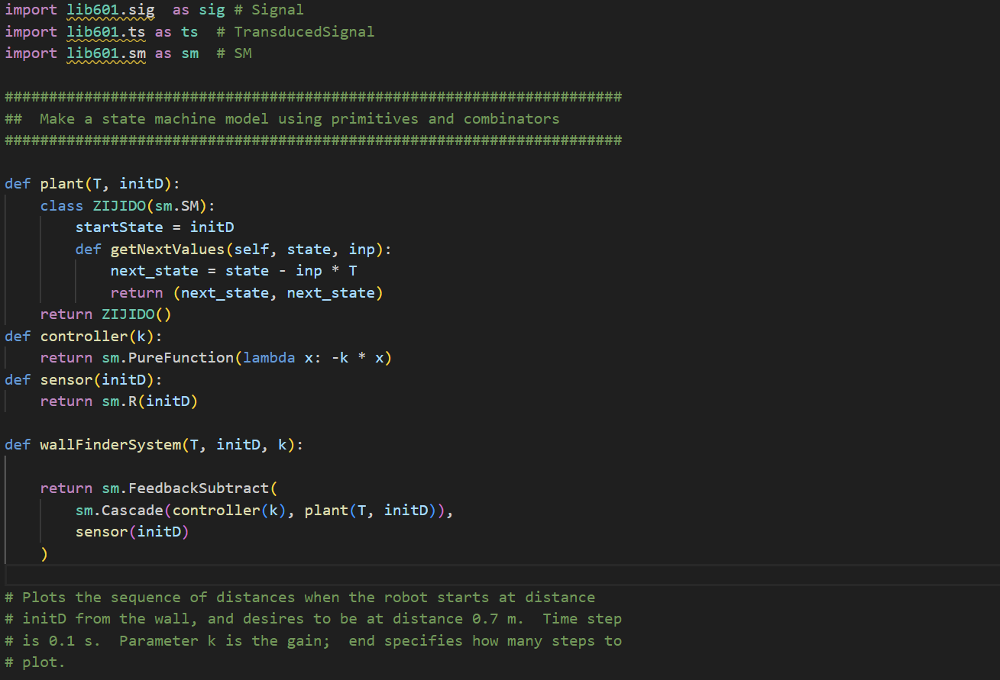 import lib601.sig  as sig # Signal
import lib601.ts as ts  # TransducedSignal
import lib601.sm as sm  # SM
######################################################################
##  Make a state machine model using primitives and combinators
######################################################################
def plant(T, initD):
    class ZIJIDO(sm.SM):
        startState = initD
        def getNextValues(self, state, inp):
            next_state = state - inp * T
            return (next_state, next_state)
    return ZIJIDO()
def controller(k):
    return sm.PureFunction(lambda x: -k * x)
def sensor(initD):
    return sm.R(initD)
def wallFinderSystem(T, initD, k):
    return sm.FeedbackSubtract(
        sm.Cascade(controller(k), plant(T, initD)),
        sensor(initD)
    )
# Plots the sequence of distances when the robot starts at distance
# initD from the wall, and desires to be at distance 0.7 m.  Time step
# is 0.1 s.  Parameter k is the gain;  end specifies how many steps to
# plot.